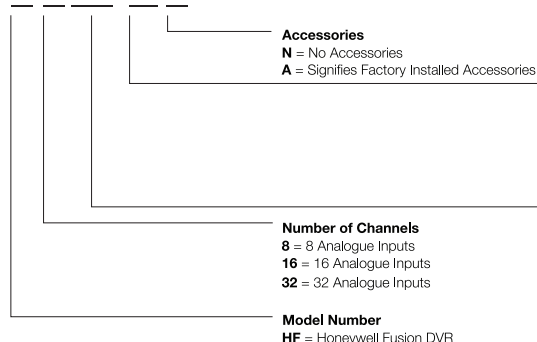 Accessories
N = No Accessories
A = Signifies Factory Installed Accessories
Number of Channels
8 = 8 Analogue Inputs
16 = 16 Analogue Inputs
32 = 32 Analogue Inputs
Model Number
HF = Honeywell Fusion DVR